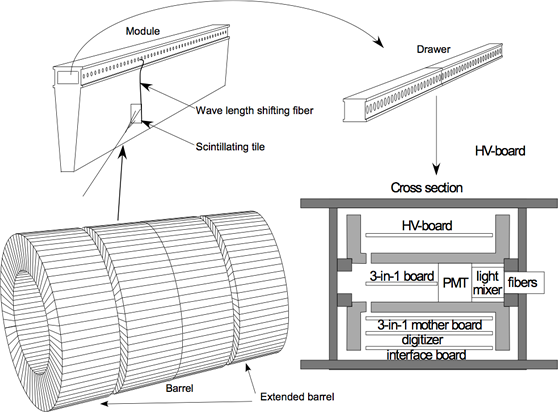 Module
Drawer
Wave length shifting fiber
Scintillating tile
HV-board
Cross section
HV-board
3-in-1 board
PMT
light
mixer
fibers
3-in-1 mother board
digitizer
interface board
Barrel
Extended barrel